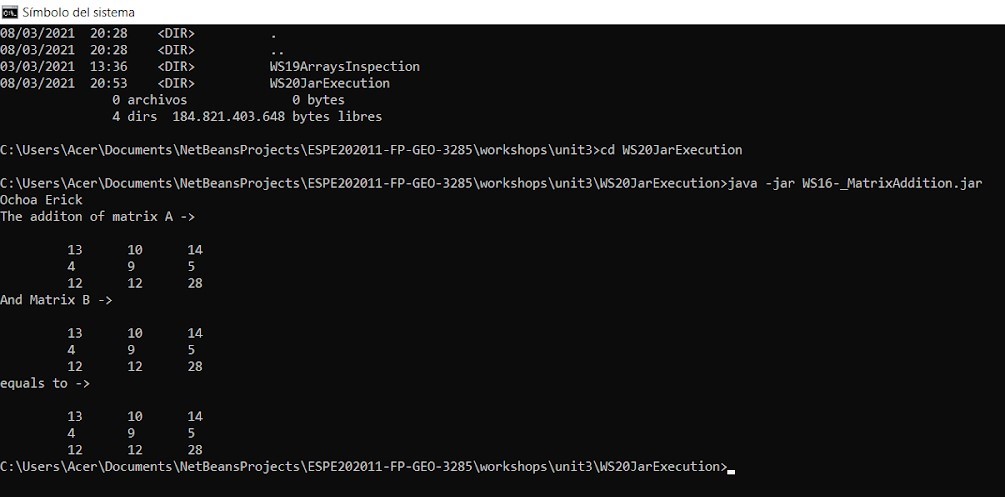 Símbolo del sistema
08/03/2021  20:28    <DIR>          .
08/03/2021  20:28    <DIR>          ..
03/03/2021  13:36    <DIR>          WS19ArraysInspection
08/03/2021  20:53    <DIR>          WS20JarExecution
0 archivos              0 bytes
4 dirs  184.821.403.648 bytes libres
C:\Users\Acer\Documents\NetBeansProjects\ESPE202011-FP-GEO-3285\workshops\unit3>cd WS20JarExecution
C:\Users\Acer\Documents\NetBeansProjects\ESPE202011-FP-GEO-3285\workshops\unit3\WS20JarExecution>java -jar WS16-_MatrixAddition.jar
Ochoa Erick
The additon of matrix A ->
13      10      14
4       9       5
12      12      28
And Matrix B ->
13      10      14
4       9       5
12      12      28
equals to ->
13      10      14
4       9       5
12      12      28
C:\Users\Acer\Documents\NetBeansProjects\ESPE202011-FP-GEO-3285\workshops\unit3\WS20JarExecution>